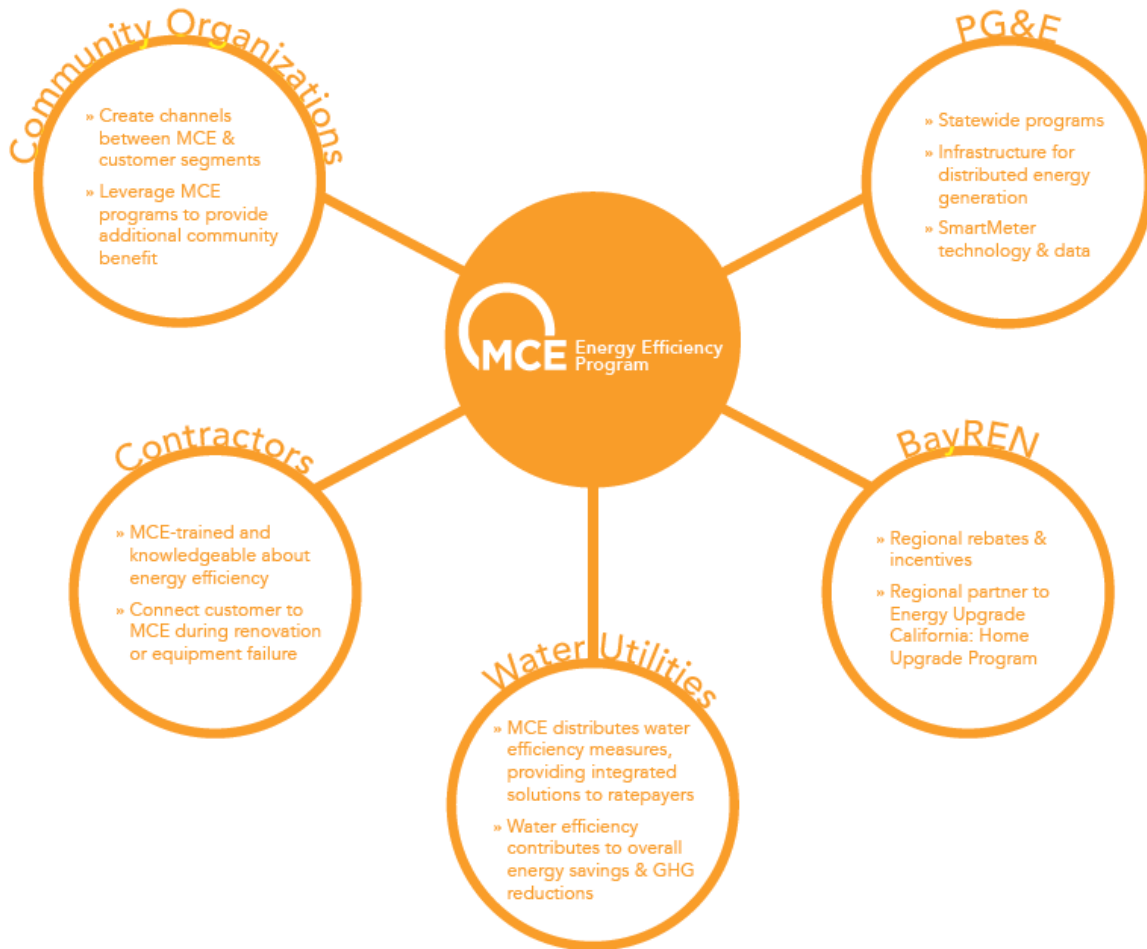 Community Organizations
» Create channels
between MCE &
customer segments
» Leverage MCE
programs to provide
additional community
benefit
PG&E
» Statewide programs
» Infrastructure for
distributed energy
generation
» SmartMeter
technology & data
MCE Energy Efficiency
Program
Contractors
» MCE-trained and
knowledgeable about
energy efficiency
» Connect customer to
MCE during renovation
or equipment failure
BayREN
» Regional rebates &
incentives
» Regional partner to
Energy Upgrade
California: Home
Upgrade Program
Water Utilities
» MCE distributes water
efficiency measures,
providing integrated
solutions to ratepayers
» Water efficiency
contributes to overall
energy savings & GHG
reductions